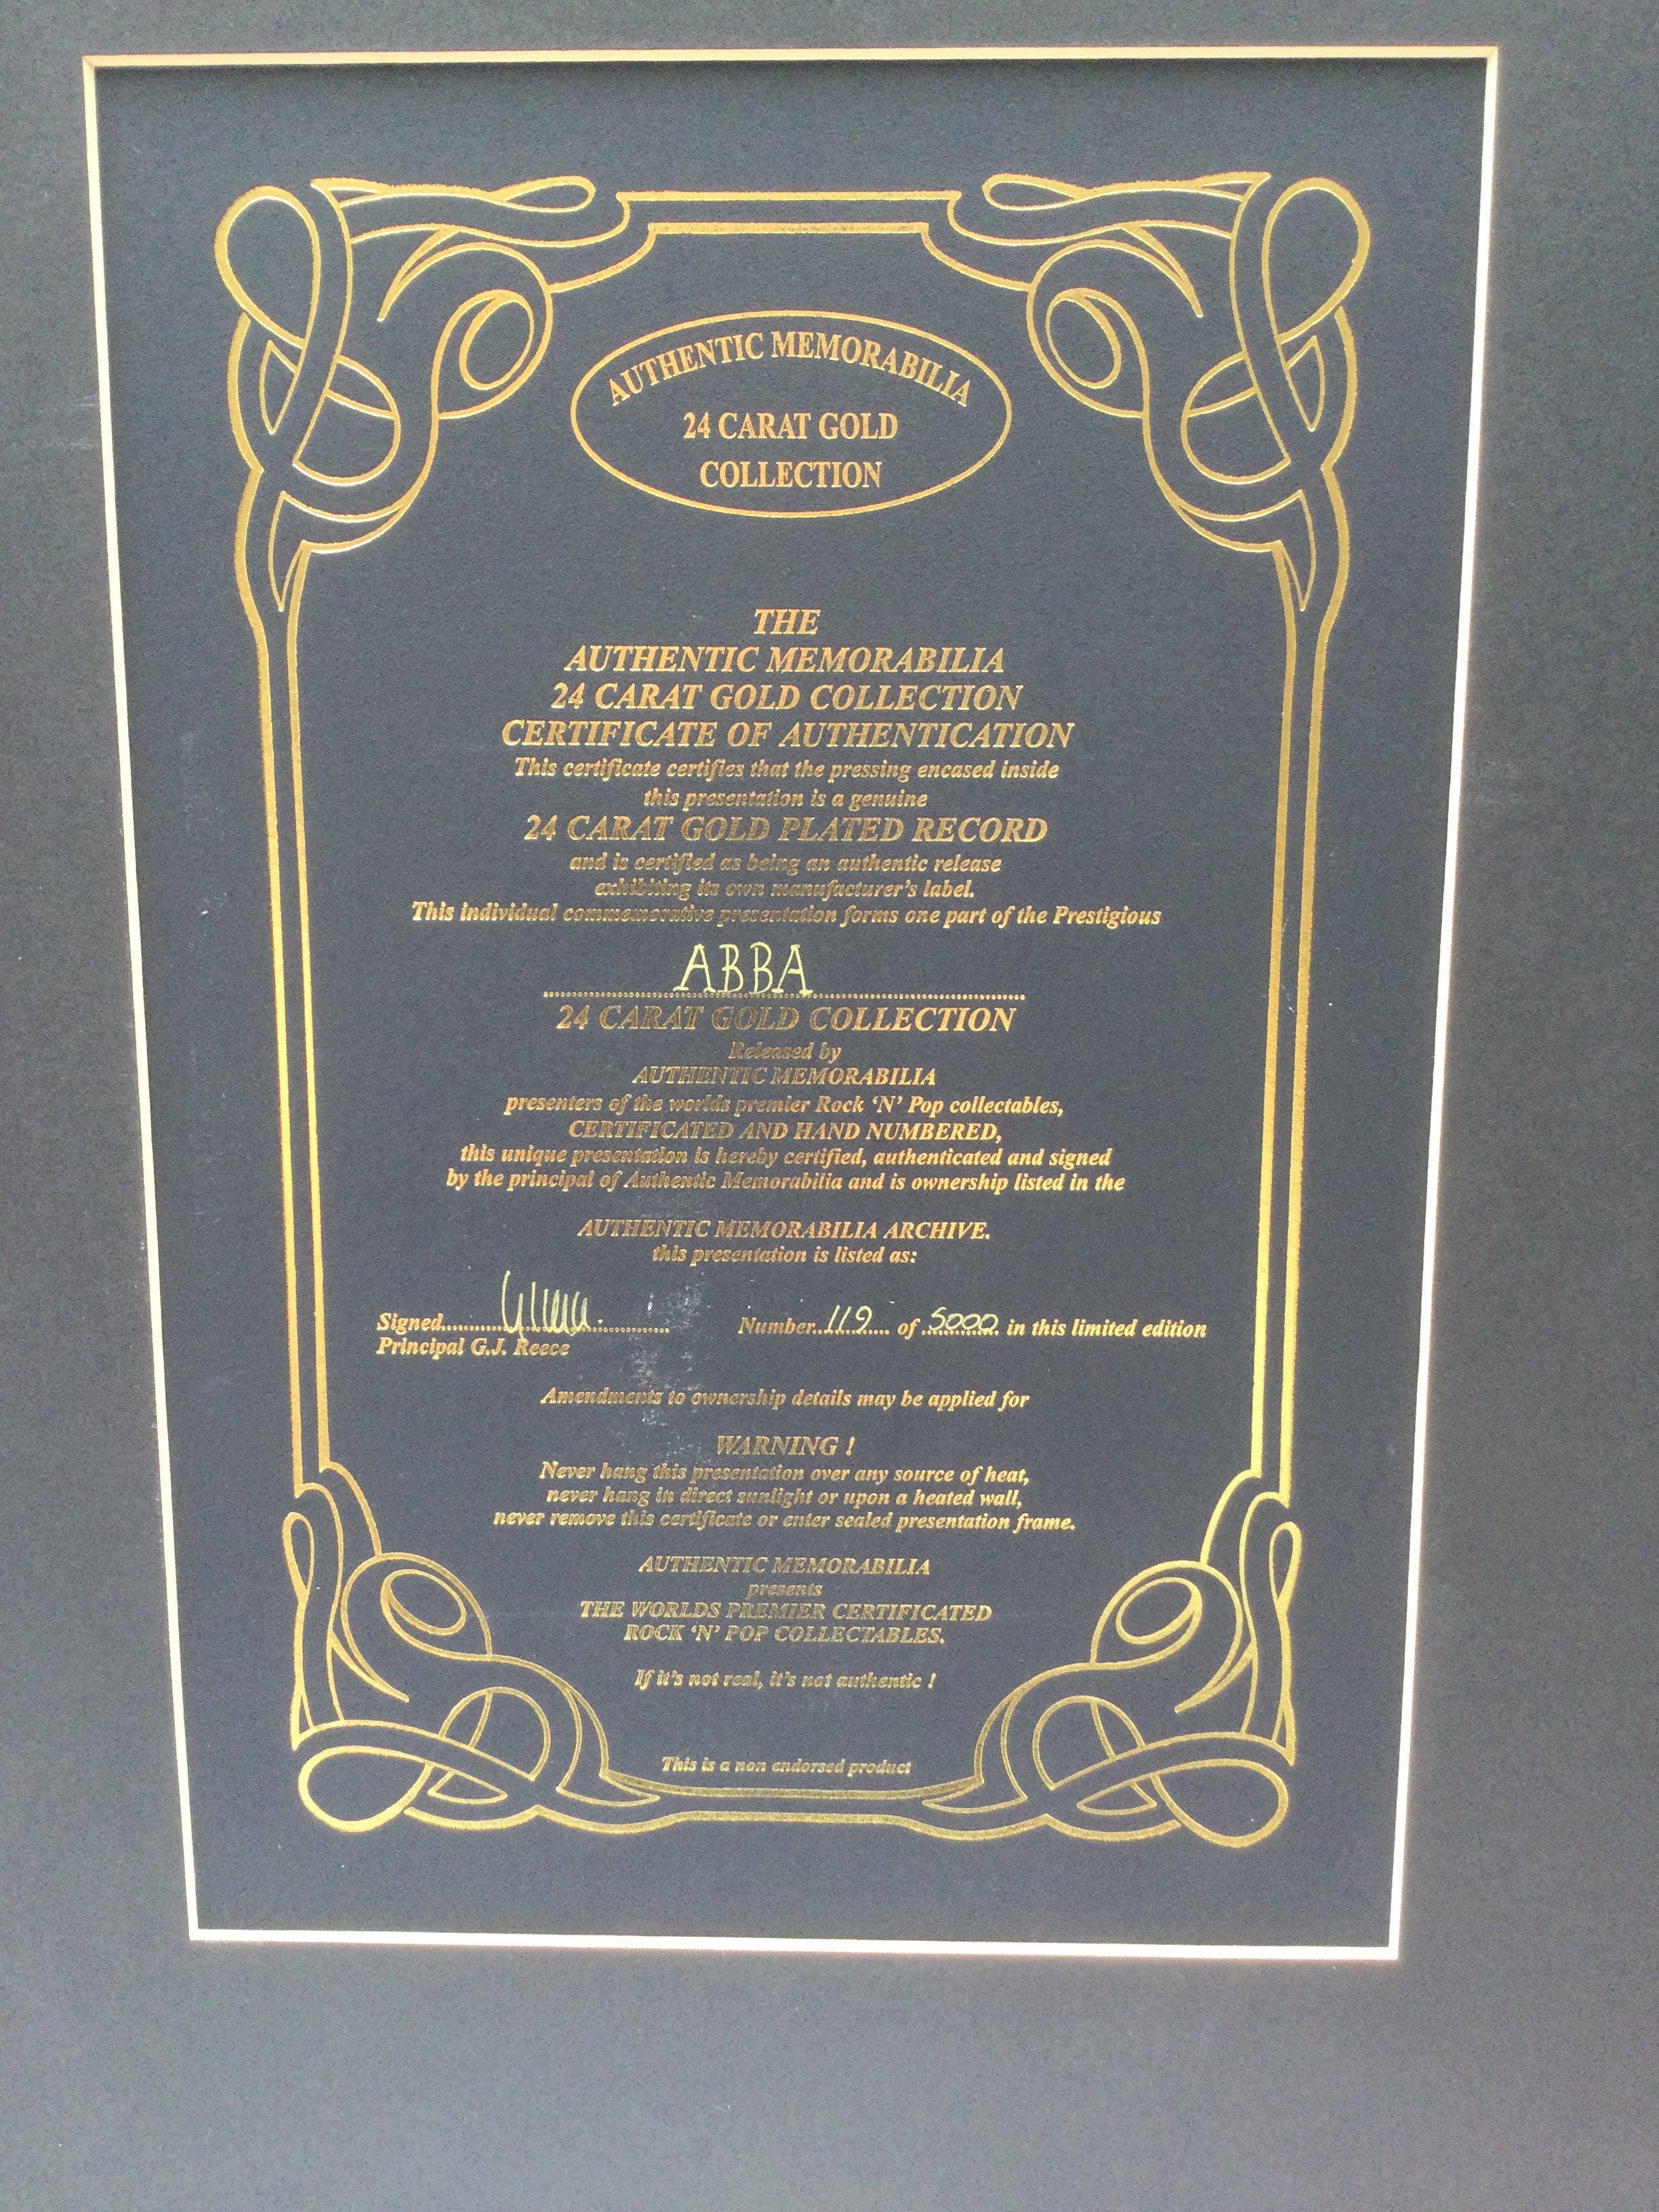 AUTHENTIC MEMORABILIA
24 CARAT GOLD
COLLECTION
THE
AUTHENTIC MEMORABILIA
24 CARAT GOLD COLLECTION
CERTIFICATE OF AUTHENTICATION
This certificate certifies that the pressing encased inside
this presentation is a genuine
24 CARAT GOLD PLATED RECORD
and is certified as being an authentic release
exhibiting its own manufacturer's label.
This individual commemorative presentation forms one part of the Prestigious
ABBA
24 CARAT GOLD COLLECTION
Released by
AUTHENTIC MEMORABILIA
presenters of the worlds premier Rock 'N' Pop collectables,
CERTIFICATED AND HAND NUMBERED,
this unique presentation is hereby certified, authenticated and signed
by the principal of Authentic Memorabilia and is ownership listed in the
AUTHENTIC MEMORABILIA ARCHIVE.
this presentation is listed as:
Signed Number 119 of 5000 in this limited edition
Principal G.J. Reece
Amendments to ownership details may be applied for
WARNING !
Never hang this presentation over any source of heat,
never hang in direct sunlight or upon a heated wall,
never remove this certificate or enter sealed presentation frame.
AUTHENTIC MEMORABILIA
presents
THE WORLDS PREMIER CERTIFICATED
ROCK 'N' POP COLLECTABLES.
If it's not real, it's not authentic !
This is a non endorsed product